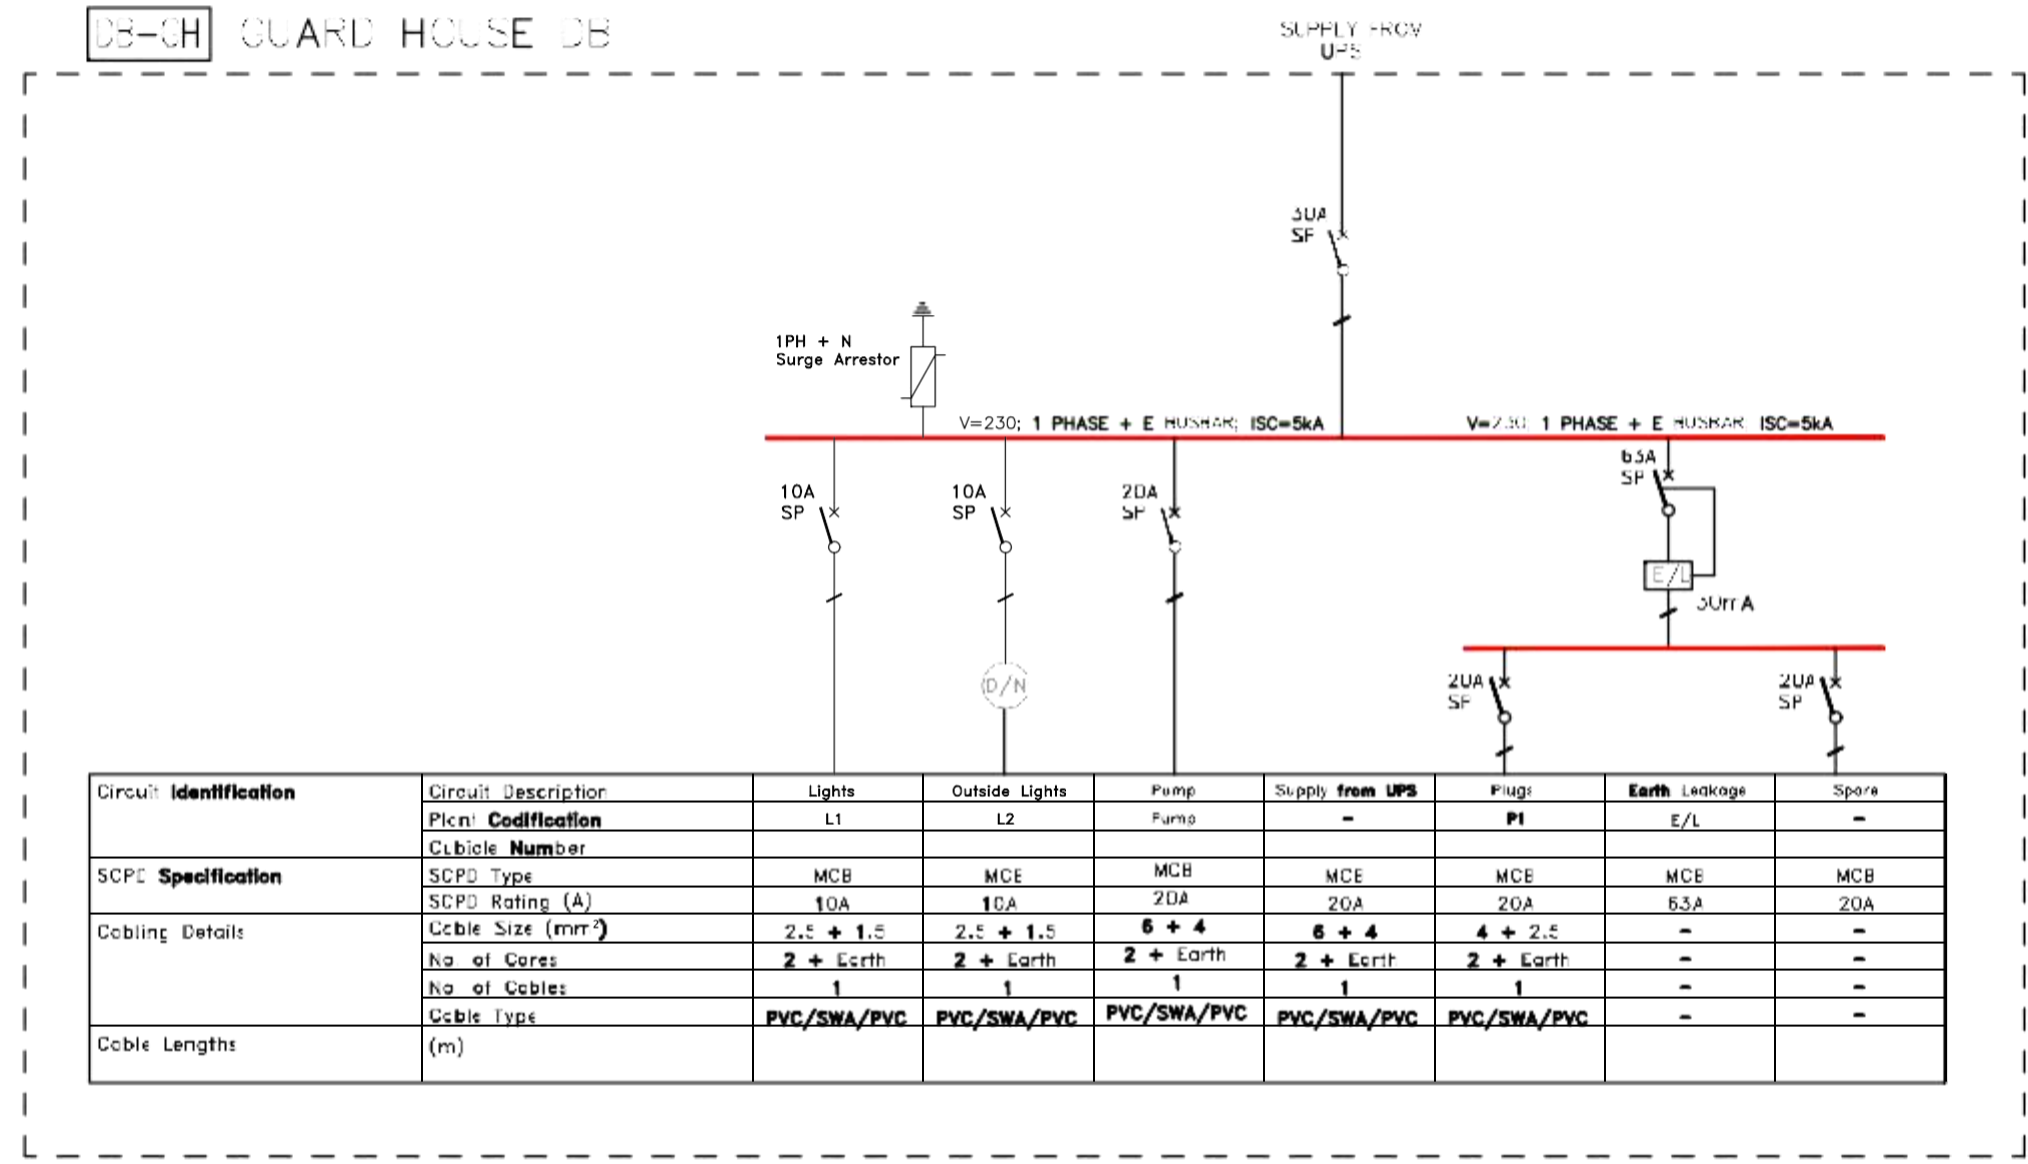 DB-GH GUARD HOUSE DB
SUPPLY FROM
UPS
30A
SP
1PH + N
Surge Arrestor
V=230; 1 PHASE + E BUSBAR; ISC=5kA
V=230; 1 PHASE + E BUSBAR; ISC=5kA
10A
SP
10A
SP
20A
SP
63A
SP
E/L
30mA
D/N
20A
SP
20A
SP
Circuit Identification Circuit Description Lights Outside Lights Pump Supply from UPS Plugs Earth Leakage Spare
Plant Codification L1 L2 Pump - P1 E/L -
Cubicle Number
SCPD Specification SCPD Type MCB MCB MCB MCB MCB MCB MCB
SCPD Rating (A) 10A 10A 20A 20A 20A 63A 20A
Cabling Details Cable Size (mm²) 2.5 + 1.5 2.5 + 1.5 6 + 4 6 + 4 4 + 2.5 - -
No of Cores 2 + Earth 2 + Earth 2 + Earth 2 + Earth 2 + Earth - -
No of Cables 1 1 1 1 1 - -
Cable Type PVC/SWA/PVC PVC/SWA/PVC PVC/SWA/PVC PVC/SWA/PVC PVC/SWA/PVC - -
Cable Lengths (m)